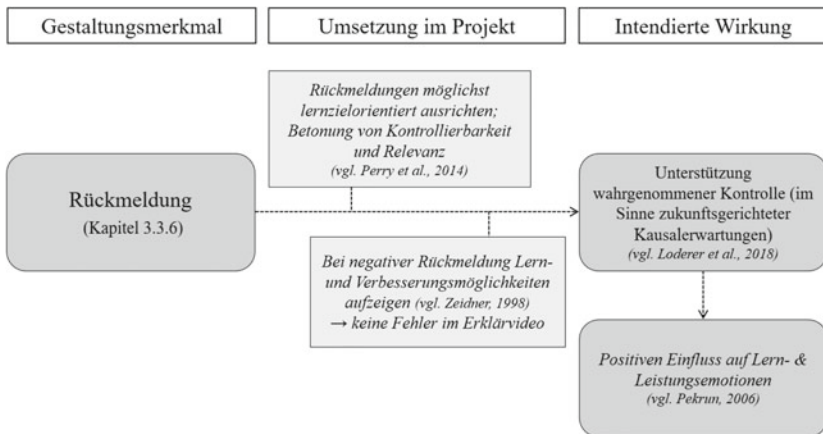 Gestaltungsmerkmal
Umsetzung im Projekt
Intendierte Wirkung
Rückmeldungen möglichst
lernzielorientiert ausrichten;
Betonung von Kontrollierbarkeit
und Relevanz
(vgl. Perry et al., 2014)
Rückmeldung
(Kapitel 3.3.6)
Unterstützung
wahrgenommener Kontrolle (im
Sinne zukunftsgerichteter
Kausalerwartungen)
(vgl. Loderer et al., 2018)
Bei negativer Rückmeldung Lern-
und Verbesserungsmöglichkeiten
aufzeigen (vgl. Zeidner, 1998)
→ keine Fehler im Erklärvideo
Positiven Einfluss auf Lern- &
Leistungsemotionen
(vgl. Pekrun, 2006)